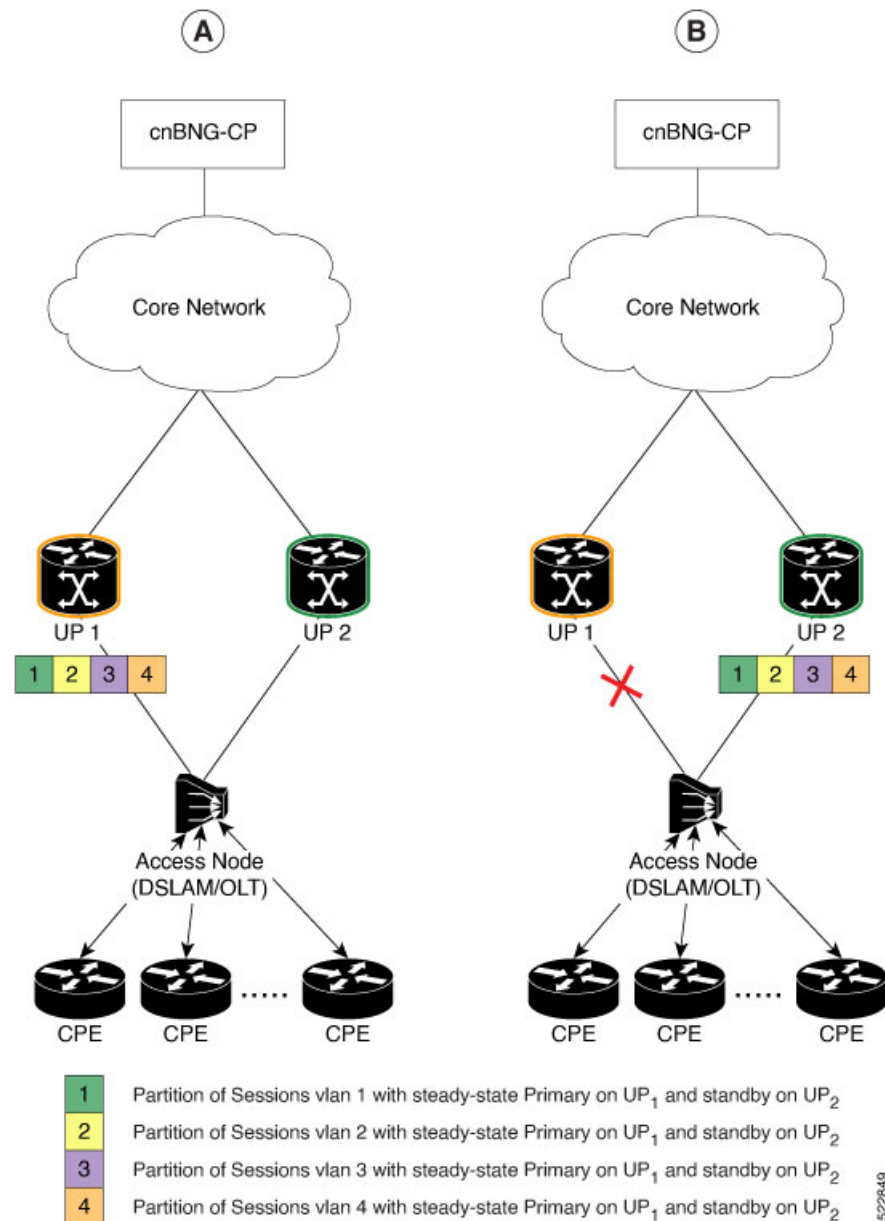 A
B
cnBNG-CP
cnBNG-CP
Core Network
Core Network
UP 1
UP 2
UP 1
UP 2
1 2 3 4
1 2 3 4
Access Node
(DSLAM/OLT)
Access Node
(DSLAM/OLT)
CPE
CPE
.....
CPE
CPE
CPE
.....
CPE
1 Partition of Sessions vlan 1 with steady-state Primary on UP1 and standby on UP2
2 Partition of Sessions vlan 2 with steady-state Primary on UP1 and standby on UP2
3 Partition of Sessions vlan 3 with steady-state Primary on UP1 and standby on UP2
4 Partition of Sessions vlan 4 with steady-state Primary on UP1 and standby on UP2
522849